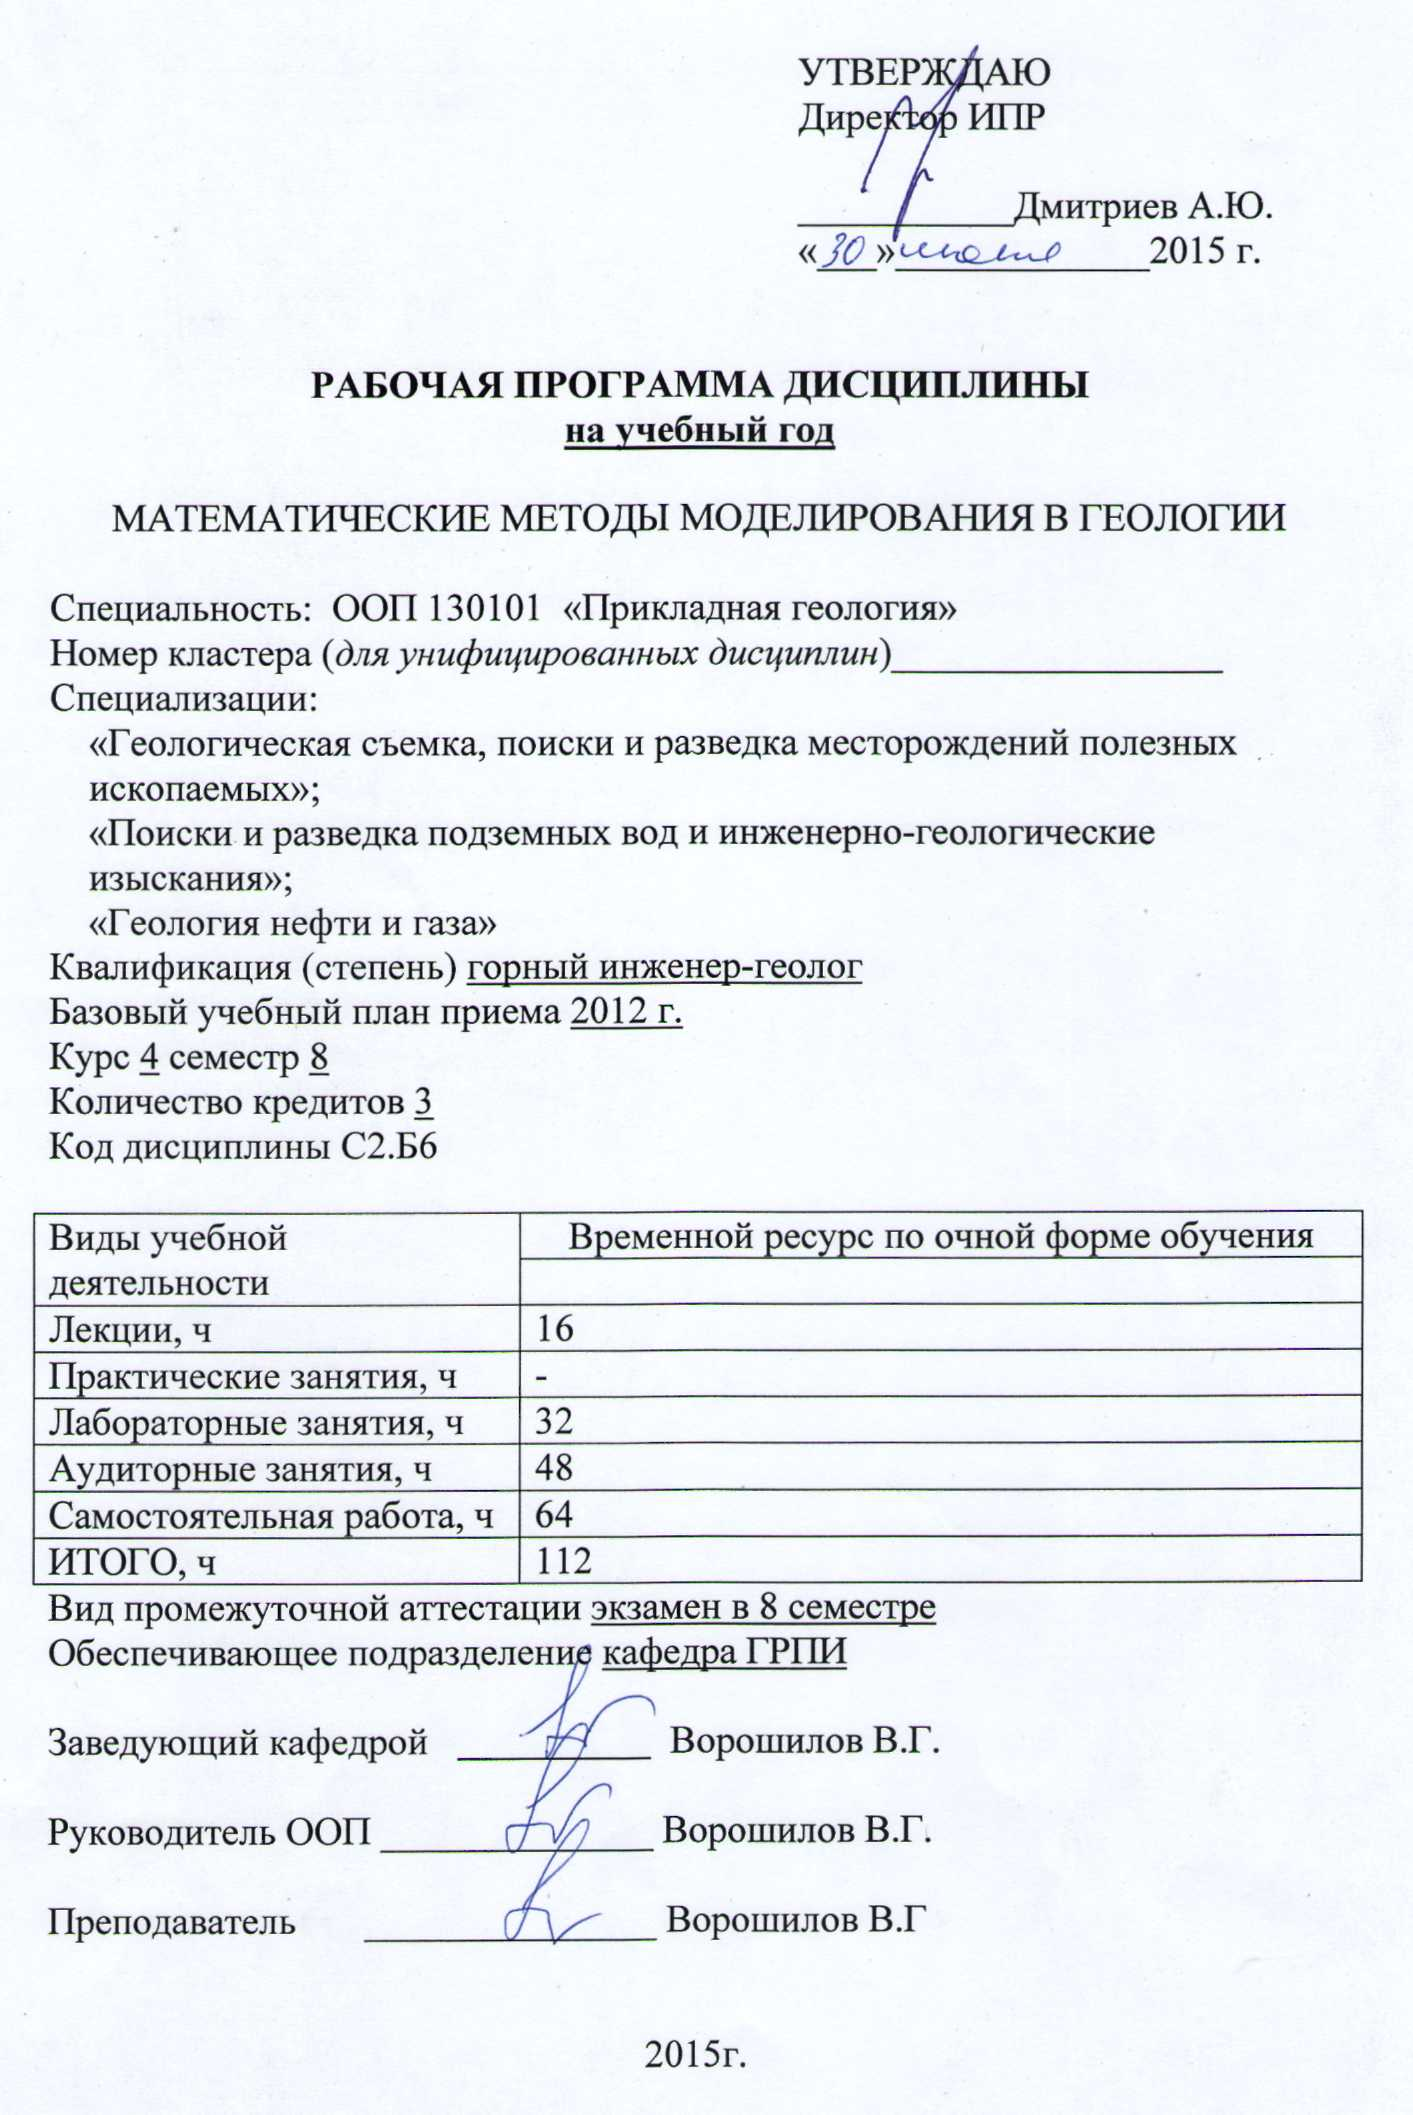 УТВЕРЖДАЮ
Директор ИПР
___________Дмитриев А.Ю.
«30»_____________2015 г.
РАБОЧАЯ ПРОГРАММА ДИСЦИПЛИНЫ
на учебный год
МАТЕМАТИЧЕСКИЕ МЕТОДЫ МОДЕЛИРОВАНИЯ В ГЕОЛОГИИ
Специальность: ООП 130101 «Прикладная геология»
Номер кластера (для унифицированных дисциплин)_________________
Специализации:
«Геологическая съемка, поиски и разведка месторождений полезных
ископаемых»;
«Поиски и разведка подземных вод и инженерно-геологические
изыскания»;
«Геология нефти и газа»
Квалификация (степень) горный инженер-геолог
Базовый учебный план приема 2012 г.
Курс 4 семестр 8
Количество кредитов 3
Код дисциплины С2.Б6
Виды учебной
деятельности
Временной ресурс по очной форме обучения
Лекции, ч 16
Практические занятия, ч -
Лабораторные занятия, ч 32
Аудиторные занятия, ч 48
Самостоятельная работа, ч 64
ИТОГО, ч 112
Вид промежуточной аттестации экзамен в 8 семестре
Обеспечивающее подразделение кафедра ГРПИ
Заведующий кафедрой __________ Ворошилов В.Г.
Руководитель ООП ______________ Ворошилов В.Г.
Преподаватель _______________ Ворошилов В.Г
2015г.